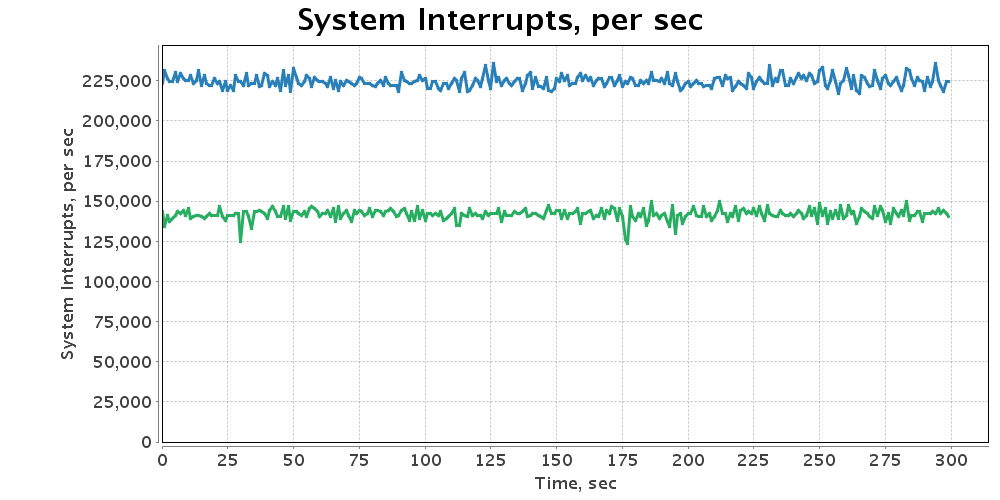 System Interrupts, per sec
System Interrupts, per sec
225,000
200,000
175,000
150,000
125,000
100,000
75,000
50,000
25,000
0
0 25 50 75 100 125 150 175 200 225 250 275 300
Time, sec